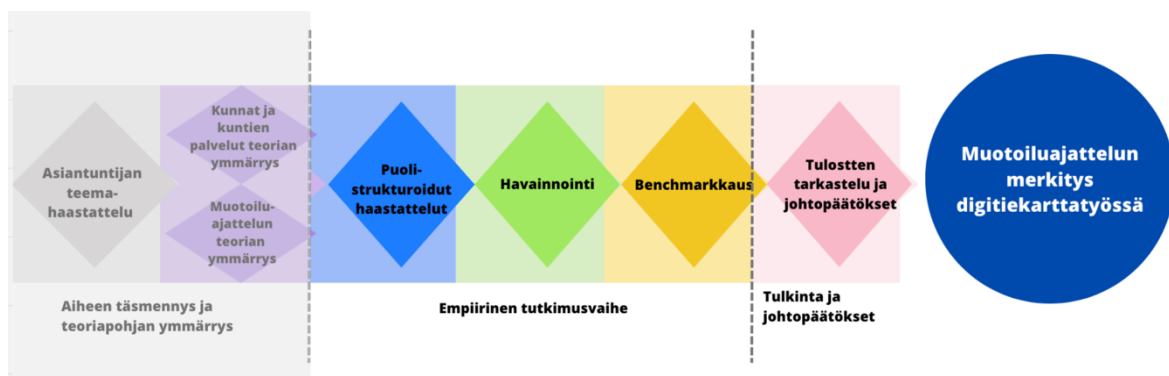 Asiantuntijan
teema-
haastattelu
Kunnat ja
kuntien
palvelut teorian
ymmärrys
Muotoilu-
ajattelun
teorian
ymmärrys
Puoli-
strukturoidut
haastattelut
Havainnointi
Benchmarkkaus
Tulostten
tarkastelu ja
johtopäätökset
Muotoiluajattelun
merkitys
digitiekarttatyössä
Aiheen täsmennys ja
teoriapohjan ymmärrys
Empiirinen tutkimusvaihe
Tulkinta ja
johtopäätökset